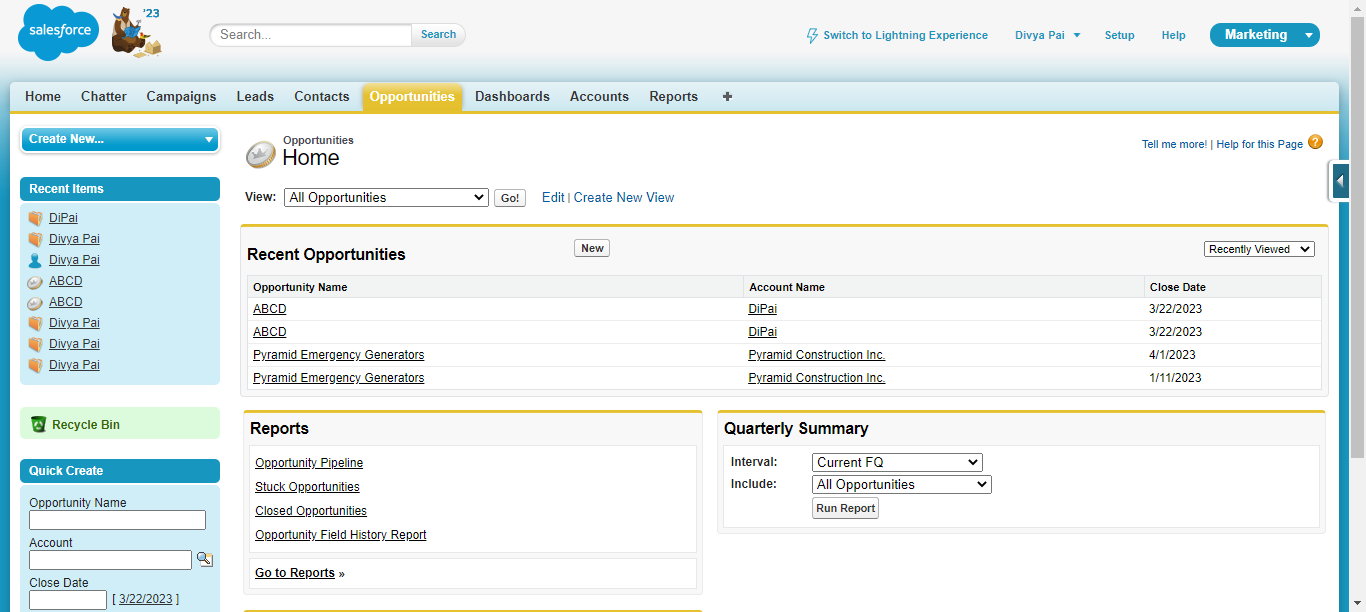 salesforce
'23
Search...
Search
Switch to Lightning Experience
Divya Pai
Setup
Help
Marketing
Home Chatter Campaigns Leads Contacts Opportunities Dashboards Accounts Reports +
Create New...
Recent Items
DiPai
Divya Pai
Divya Pai
ABCD
ABCD
Divya Pai
Divya Pai
Divya Pai
Recycle Bin
Quick Create
Opportunity Name
Account
Close Date
[ 3/22/2023 ]
Opportunities
Home
Tell me more! | Help for this Page ?
View: All Opportunities Go! Edit | Create New View
Recent Opportunities New Recently Viewed
Opportunity Name Account Name Close Date
ABCD DiPai 3/22/2023
ABCD DiPai 3/22/2023
Pyramid Emergency Generators Pyramid Construction Inc. 4/1/2023
Pyramid Emergency Generators Pyramid Construction Inc. 1/11/2023
Reports
Opportunity Pipeline
Stuck Opportunities
Closed Opportunities
Opportunity Field History Report
Go to Reports »
Quarterly Summary
Interval: Current FQ
Include: All Opportunities
Run Report